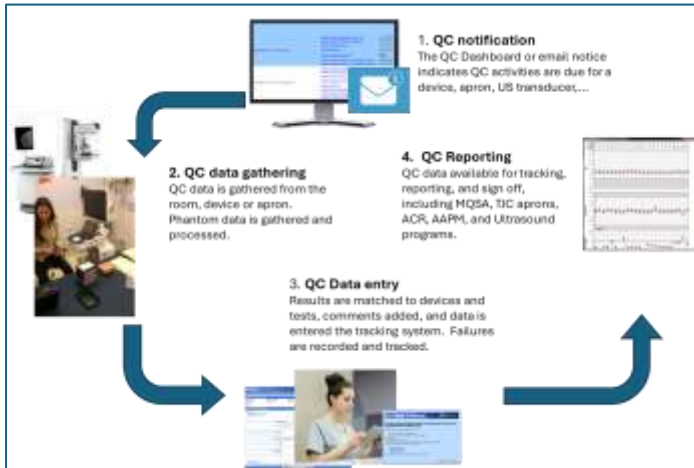 1. QC notification
The QC Dashboard or email notice
indicates QC activities are due for a
device, apron, US transducer,...
2. QC data gathering
QC data is gathered from the
room, device or apron.
Phantom data is gathered and
processed.
4. QC Reporting
QC data available for tracking,
reporting, and sign off,
including MQSA, TJC aprons,
ACR, AAPM, and Ultrasound
programs.
3. QC Data entry
Results are matched to devices and
tests, comments added, and data is
entered the tracking system. Failures
are recorded and tracked.